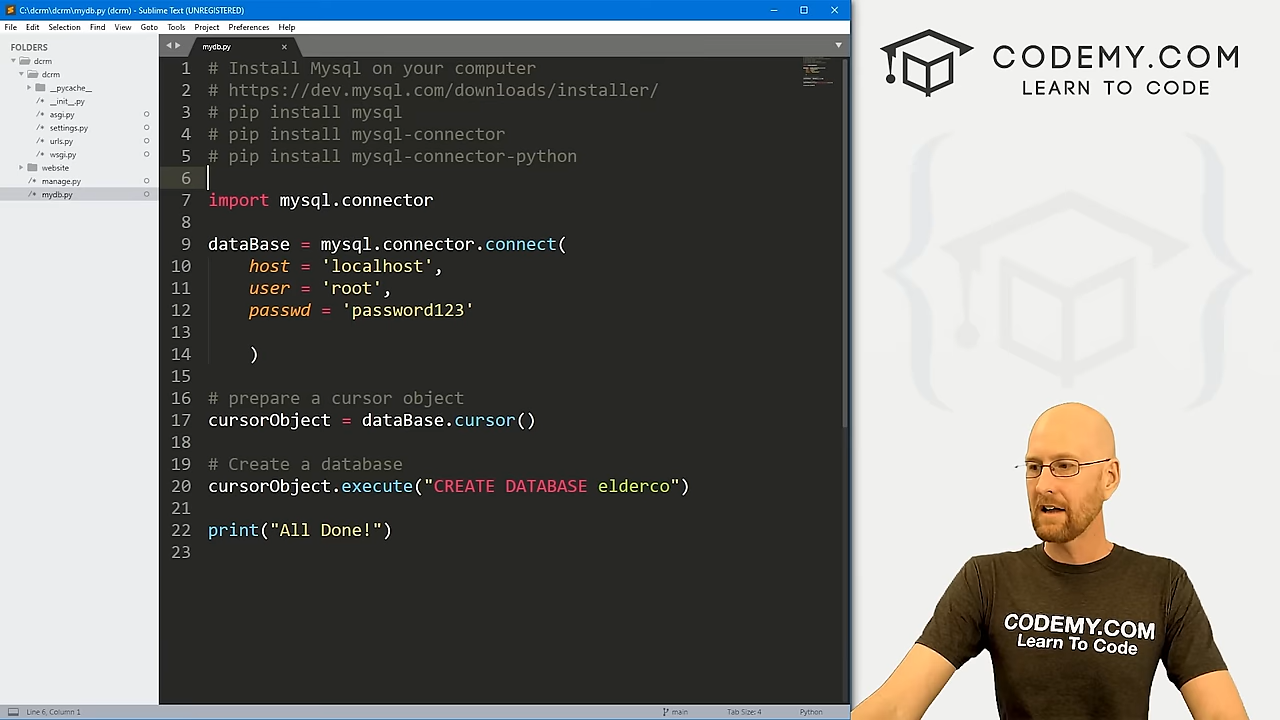 C:\dcrm\dcrm\mydb.py (dcrm) - Sublime Text (UNREGISTERED)
File Edit Selection Find View Goto Tools Project Preferences Help
FOLDERS
dcrm
dcrm
__pycache__
__init__.py
asgi.py
settings.py
urls.py
wsgi.py
website
manage.py
mydb.py
mydb.py
1 # Install Mysql on your computer
2 # https://dev.mysql.com/downloads/installer/
3 # pip install mysql
4 # pip install mysql-connector
5 # pip install mysql-connector-python
6
7 import mysql.connector
8
9 dataBase = mysql.connector.connect(
10 host = 'localhost',
11 user = 'root',
12 passwd = 'password123'
13
14 )
15
16 # prepare a cursor object
17 cursorObject = dataBase.cursor()
18
19 # Create a database
20 cursorObject.execute("CREATE DATABASE elderco")
21
22 print("All Done!")
23
Line 6, Column 1
main
Tab Size: 4
Python
CODEMY.COM
LEARN TO CODE
CODEMY.COM
Learn To Code